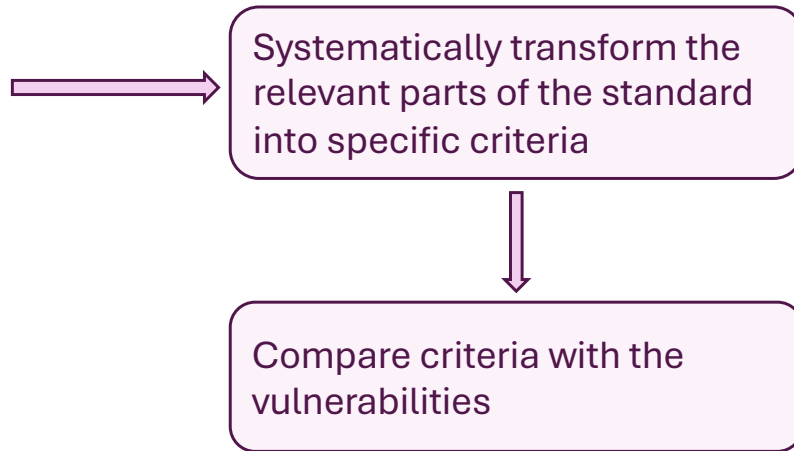 Systematically transform the
relevant parts of the standard
into specific criteria
Compare criteria with the
vulnerabilities